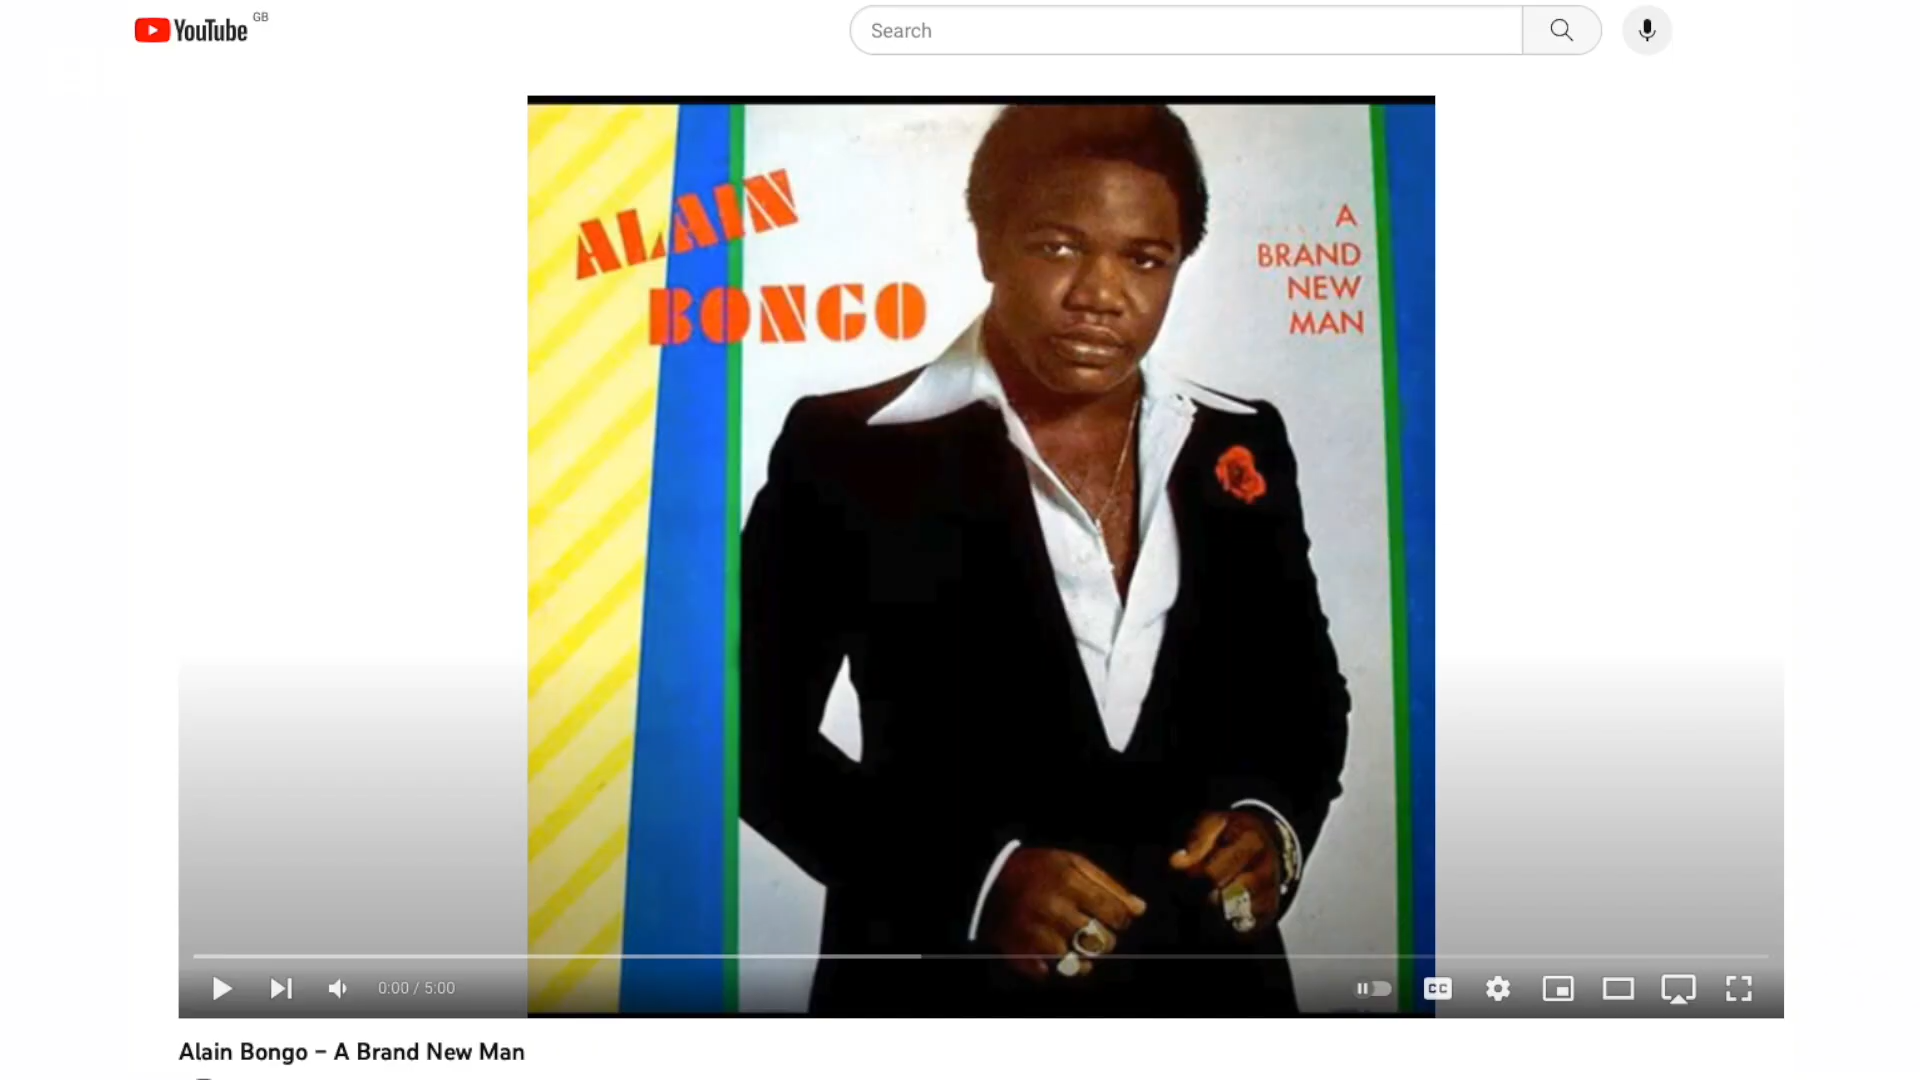 YouTube GB
Search
ALAIN
BONGO
A
BRAND
NEW
MAN
0:00 / 5:00
CC
Alain Bongo – A Brand New Man